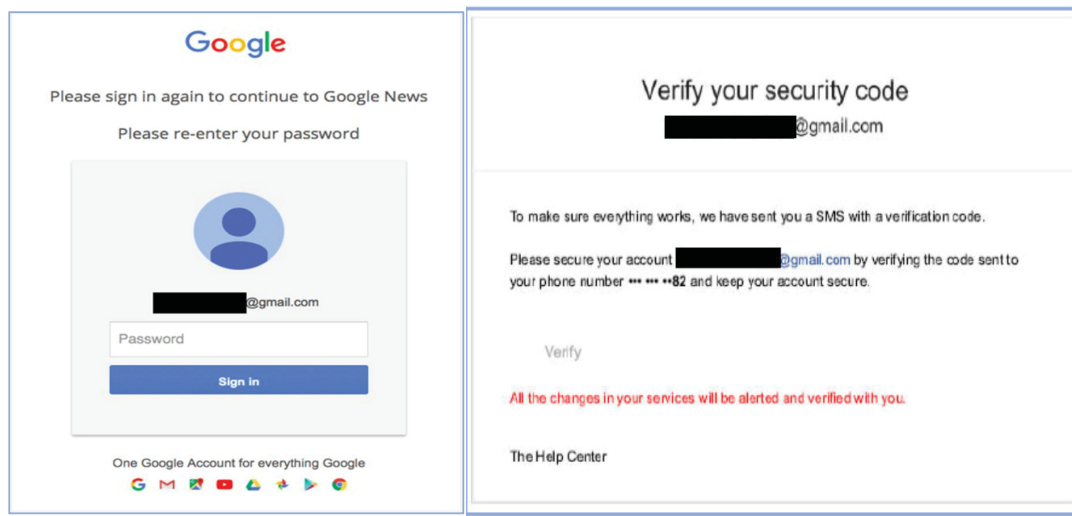 Google
Please sign in again to continue to Google News
Please re-enter your password
@gmail.com
Password
Sign in
One Google Account for everything Google
Verify your security code
@gmail.com
To make sure everything works, we have sent you a SMS with a verification code.
Please secure your account @gmail.com by verifying the code sent to
your phone number ••• ••• ••82 and keep your account secure.
Verify
All the changes in your services will be alerted and verified with you.
The Help Center